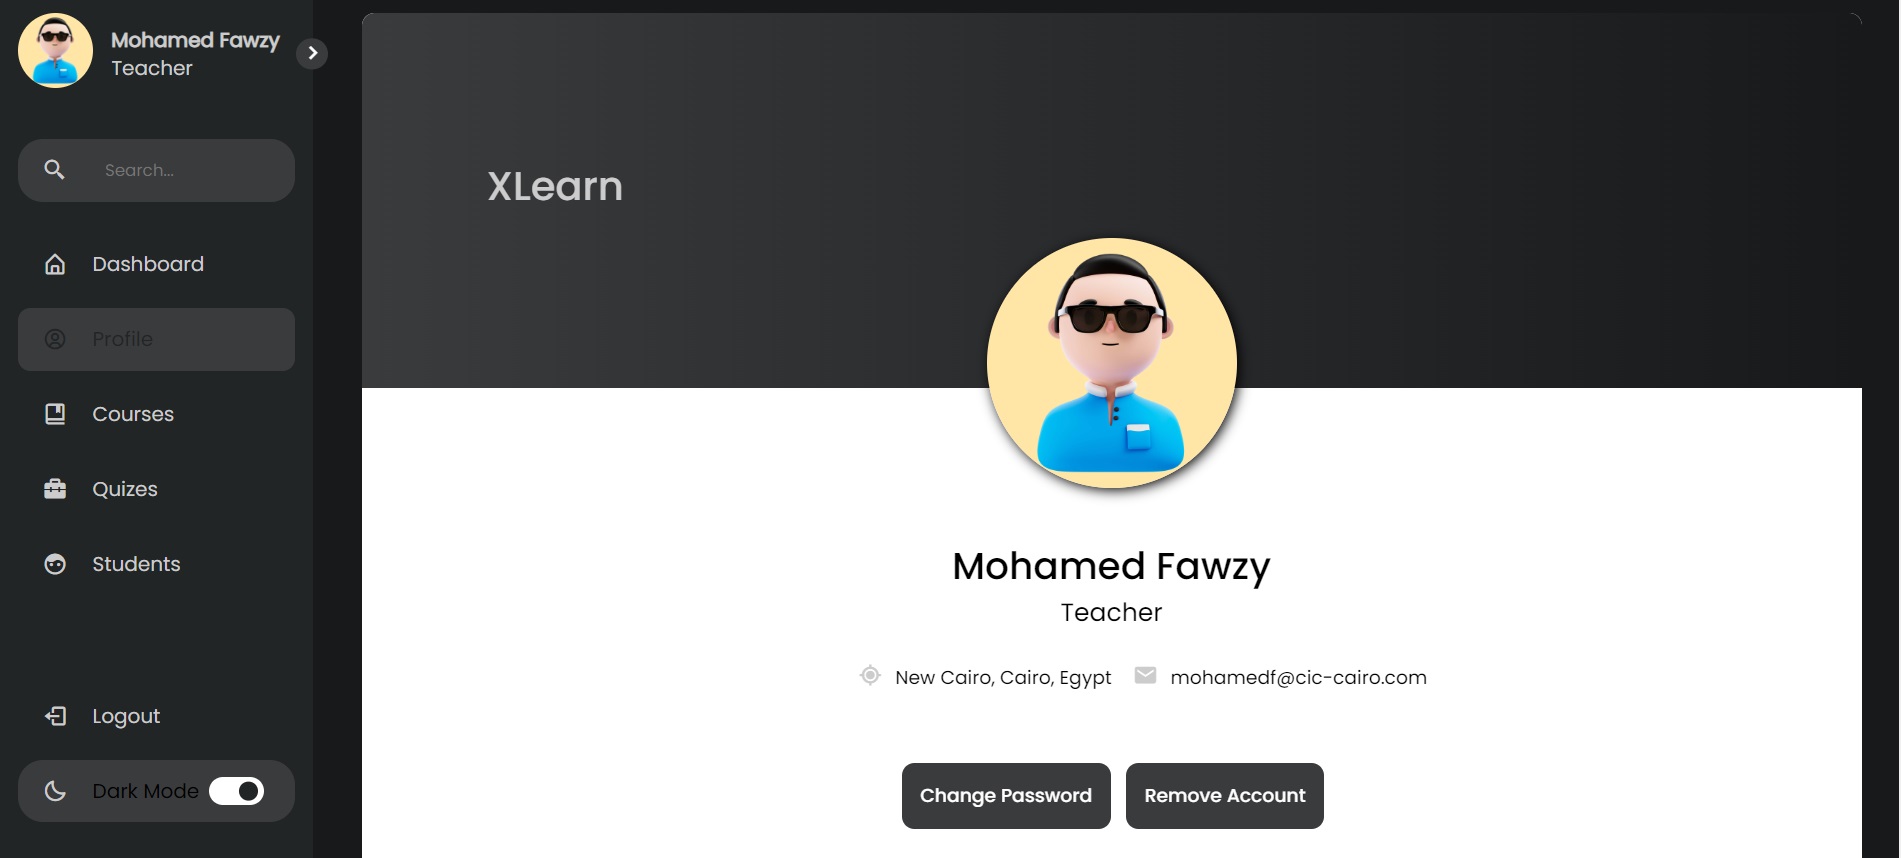 Mohamed Fawzy
Teacher
Search...
Dashboard
Profile
Courses
Quizes
Students
Logout
Dark Mode
XLearn
Mohamed Fawzy
Teacher
New Cairo, Cairo, Egypt mohamedf@cic-cairo.com
Change Password Remove Account